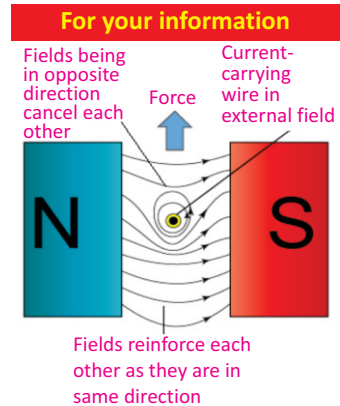 For your information
Fields being
in opposite
direction
cancel each
other
Force
Current-
carrying
wire in
external field
N
S
Fields reinforce each
other as they are in
same direction